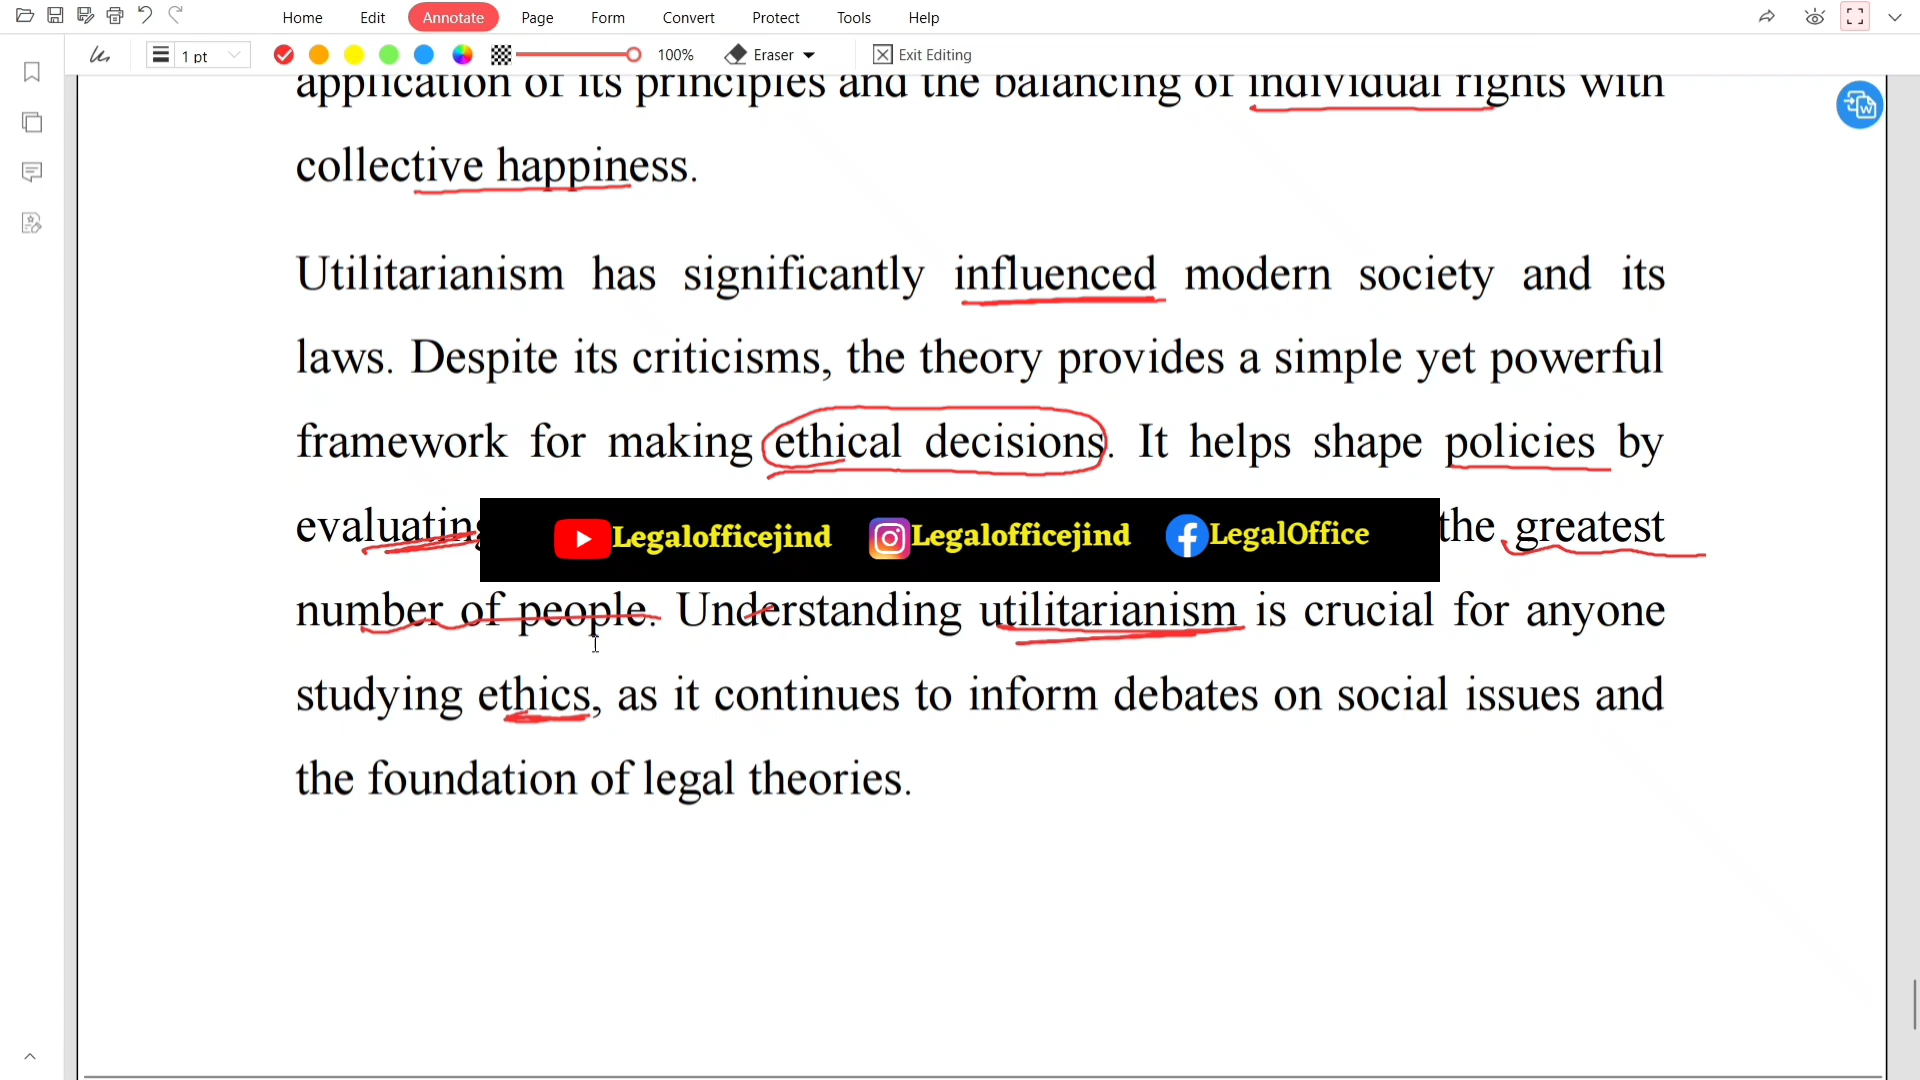 Home Edit Annotate Page Form Convert Protect Tools Help
1 pt 100% Eraser Exit Editing
application of its principles and the balancing of individual rights with
collective happiness.
Utilitarianism has significantly influenced modern society and its
laws. Despite its criticisms, the theory provides a simple yet powerful
framework for making ethical decisions. It helps shape policies by
evaluating the greatest
Legalofficejind Legalofficejind LegalOffice
number of people. Understanding utilitarianism is crucial for anyone
studying ethics, as it continues to inform debates on social issues and
the foundation of legal theories.